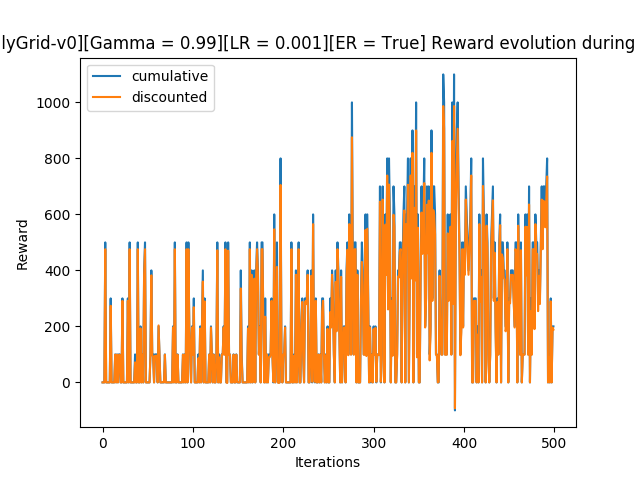 lyGrid-v0][Gamma = 0.99][LR = 0.001][ER = True] Reward evolution during
cumulative
discounted
1000
800
600
400
200
0
Reward
0 100 200 300 400 500
Iterations